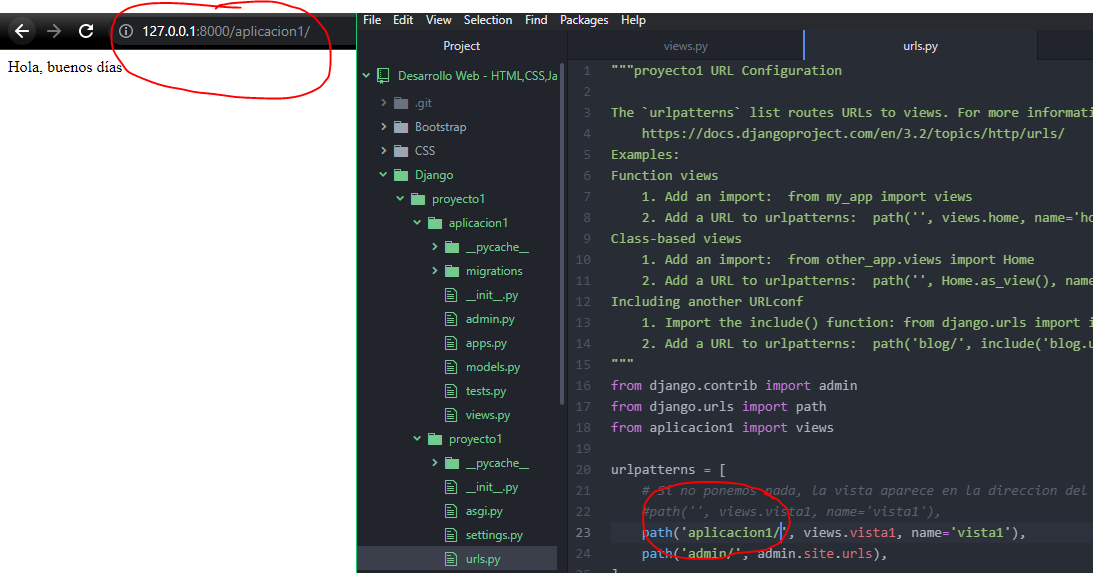 127.0.0.1:8000/aplicacion1/
Hola, buenos días
File Edit View Selection Find Packages Help
Project
Desarrollo Web - HTML,CSS,Ja
.git
Bootstrap
CSS
Django
proyecto1
aplicacion1
__pycache__
migrations
__init__.py
admin.py
apps.py
models.py
tests.py
views.py
proyecto1
__pycache__
__init__.py
asgi.py
settings.py
urls.py
views.py urls.py
1 """proyecto1 URL Configuration
2
3 The `urlpatterns` list routes URLs to views. For more informati
4 https://docs.djangoproject.com/en/3.2/topics/http/urls/
5 Examples:
6 Function views
7 1. Add an import:  from my_app import views
8 2. Add a URL to urlpatterns:  path('', views.home, name='ho
9 Class-based views
10 1. Add an import:  from other_app.views import Home
11 2. Add a URL to urlpatterns:  path('', Home.as_view(), name
12 Including another URLconf
13 1. Import the include() function: from django.urls import i
14 2. Add a URL to urlpatterns:  path('blog/', include('blog.u
15 """
16 from django.contrib import admin
17 from django.urls import path
18 from aplicacion1 import views
19
20 urlpatterns = [
21 # Si no ponemos nada, la vista aparece en la direccion del
22 #path('', views.vista1, name='vista1'),
23 path('aplicacion1/', views.vista1, name='vista1'),
24 path('admin/', admin.site.urls),